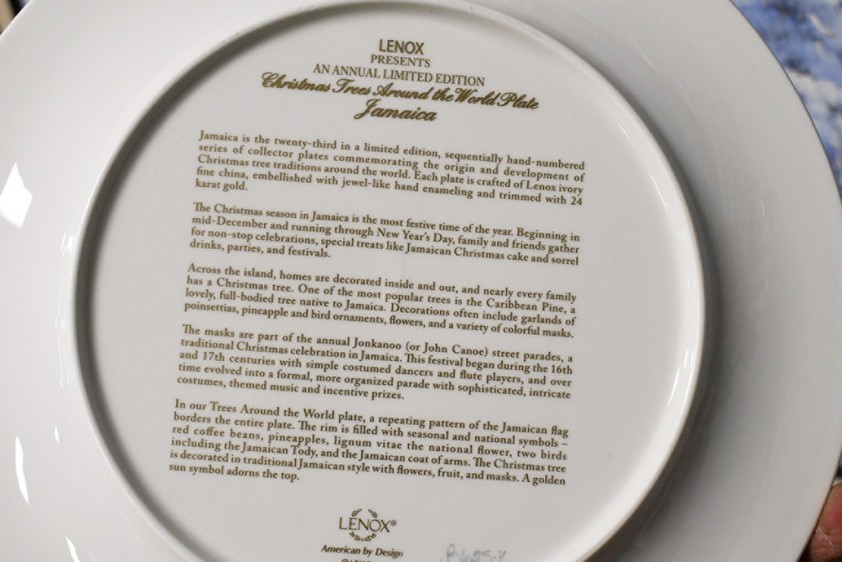 LENOX
PRESENTS
AN ANNUAL LIMITED EDITION
Christmas Trees Around the World Plate
Jamaica
Jamaica is the twenty-third in a limited edition, sequentially hand-numbered
series of collector plates commemorating the origin and development of
Christmas tree traditions around the world. Each plate is crafted of Lenox ivory
fine china, embellished with jewel-like hand enameling and trimmed with 24
karat gold.
The Christmas season in Jamaica is the most festive time of the year. Beginning in
mid-December and running through New Year's Day, family and friends gather
for non-stop celebrations, special treats like Jamaican Christmas cake and sorrel
drinks, parties, and festivals.
Across the island, homes are decorated inside and out, and nearly every family
has a Christmas tree. One of the most popular trees is the Caribbean Pine, a
lovely, full-bodied tree native to Jamaica. Decorations often include garlands of
poinsettias, pineapple and bird ornaments, flowers, and a variety of colorful masks.
The masks are part of the annual Jonkanoo (or John Canoe) street parades, a
traditional Christmas celebration in Jamaica. This festival began during the 16th
and 17th centuries with simple costumed dancers and flute players, and over
time evolved into a formal, more organized parade with sophisticated, intricate
costumes, themed music and incentive prizes.
In our Trees Around the World plate, a repeating pattern of the Jamaican flag
borders the entire plate. The rim is filled with seasonal and national symbols –
red coffee beans, pineapples, lignum vitae the national flower, two birds
including the Jamaican Tody, and the Jamaican coat of arms. The Christmas tree
is decorated in traditional Jamaican style with flowers, fruit, and masks. A golden
sun symbol adorns the top.
LENOX®
American by Design